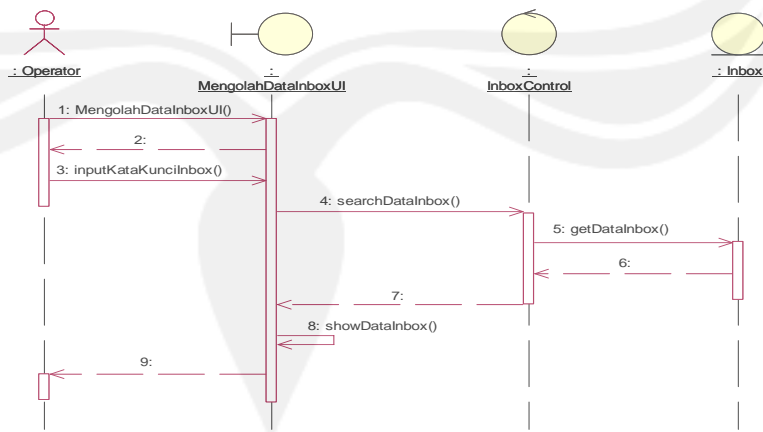 : Operator
:
MengolahDataInboxUI
:
InboxControl
: Inbox
1: MengolahDataInboxUI()
2:
3: inputKataKunciInbox()
4: searchDataInbox()
5: getDataInbox()
6:
7:
8: showDataInbox()
9: